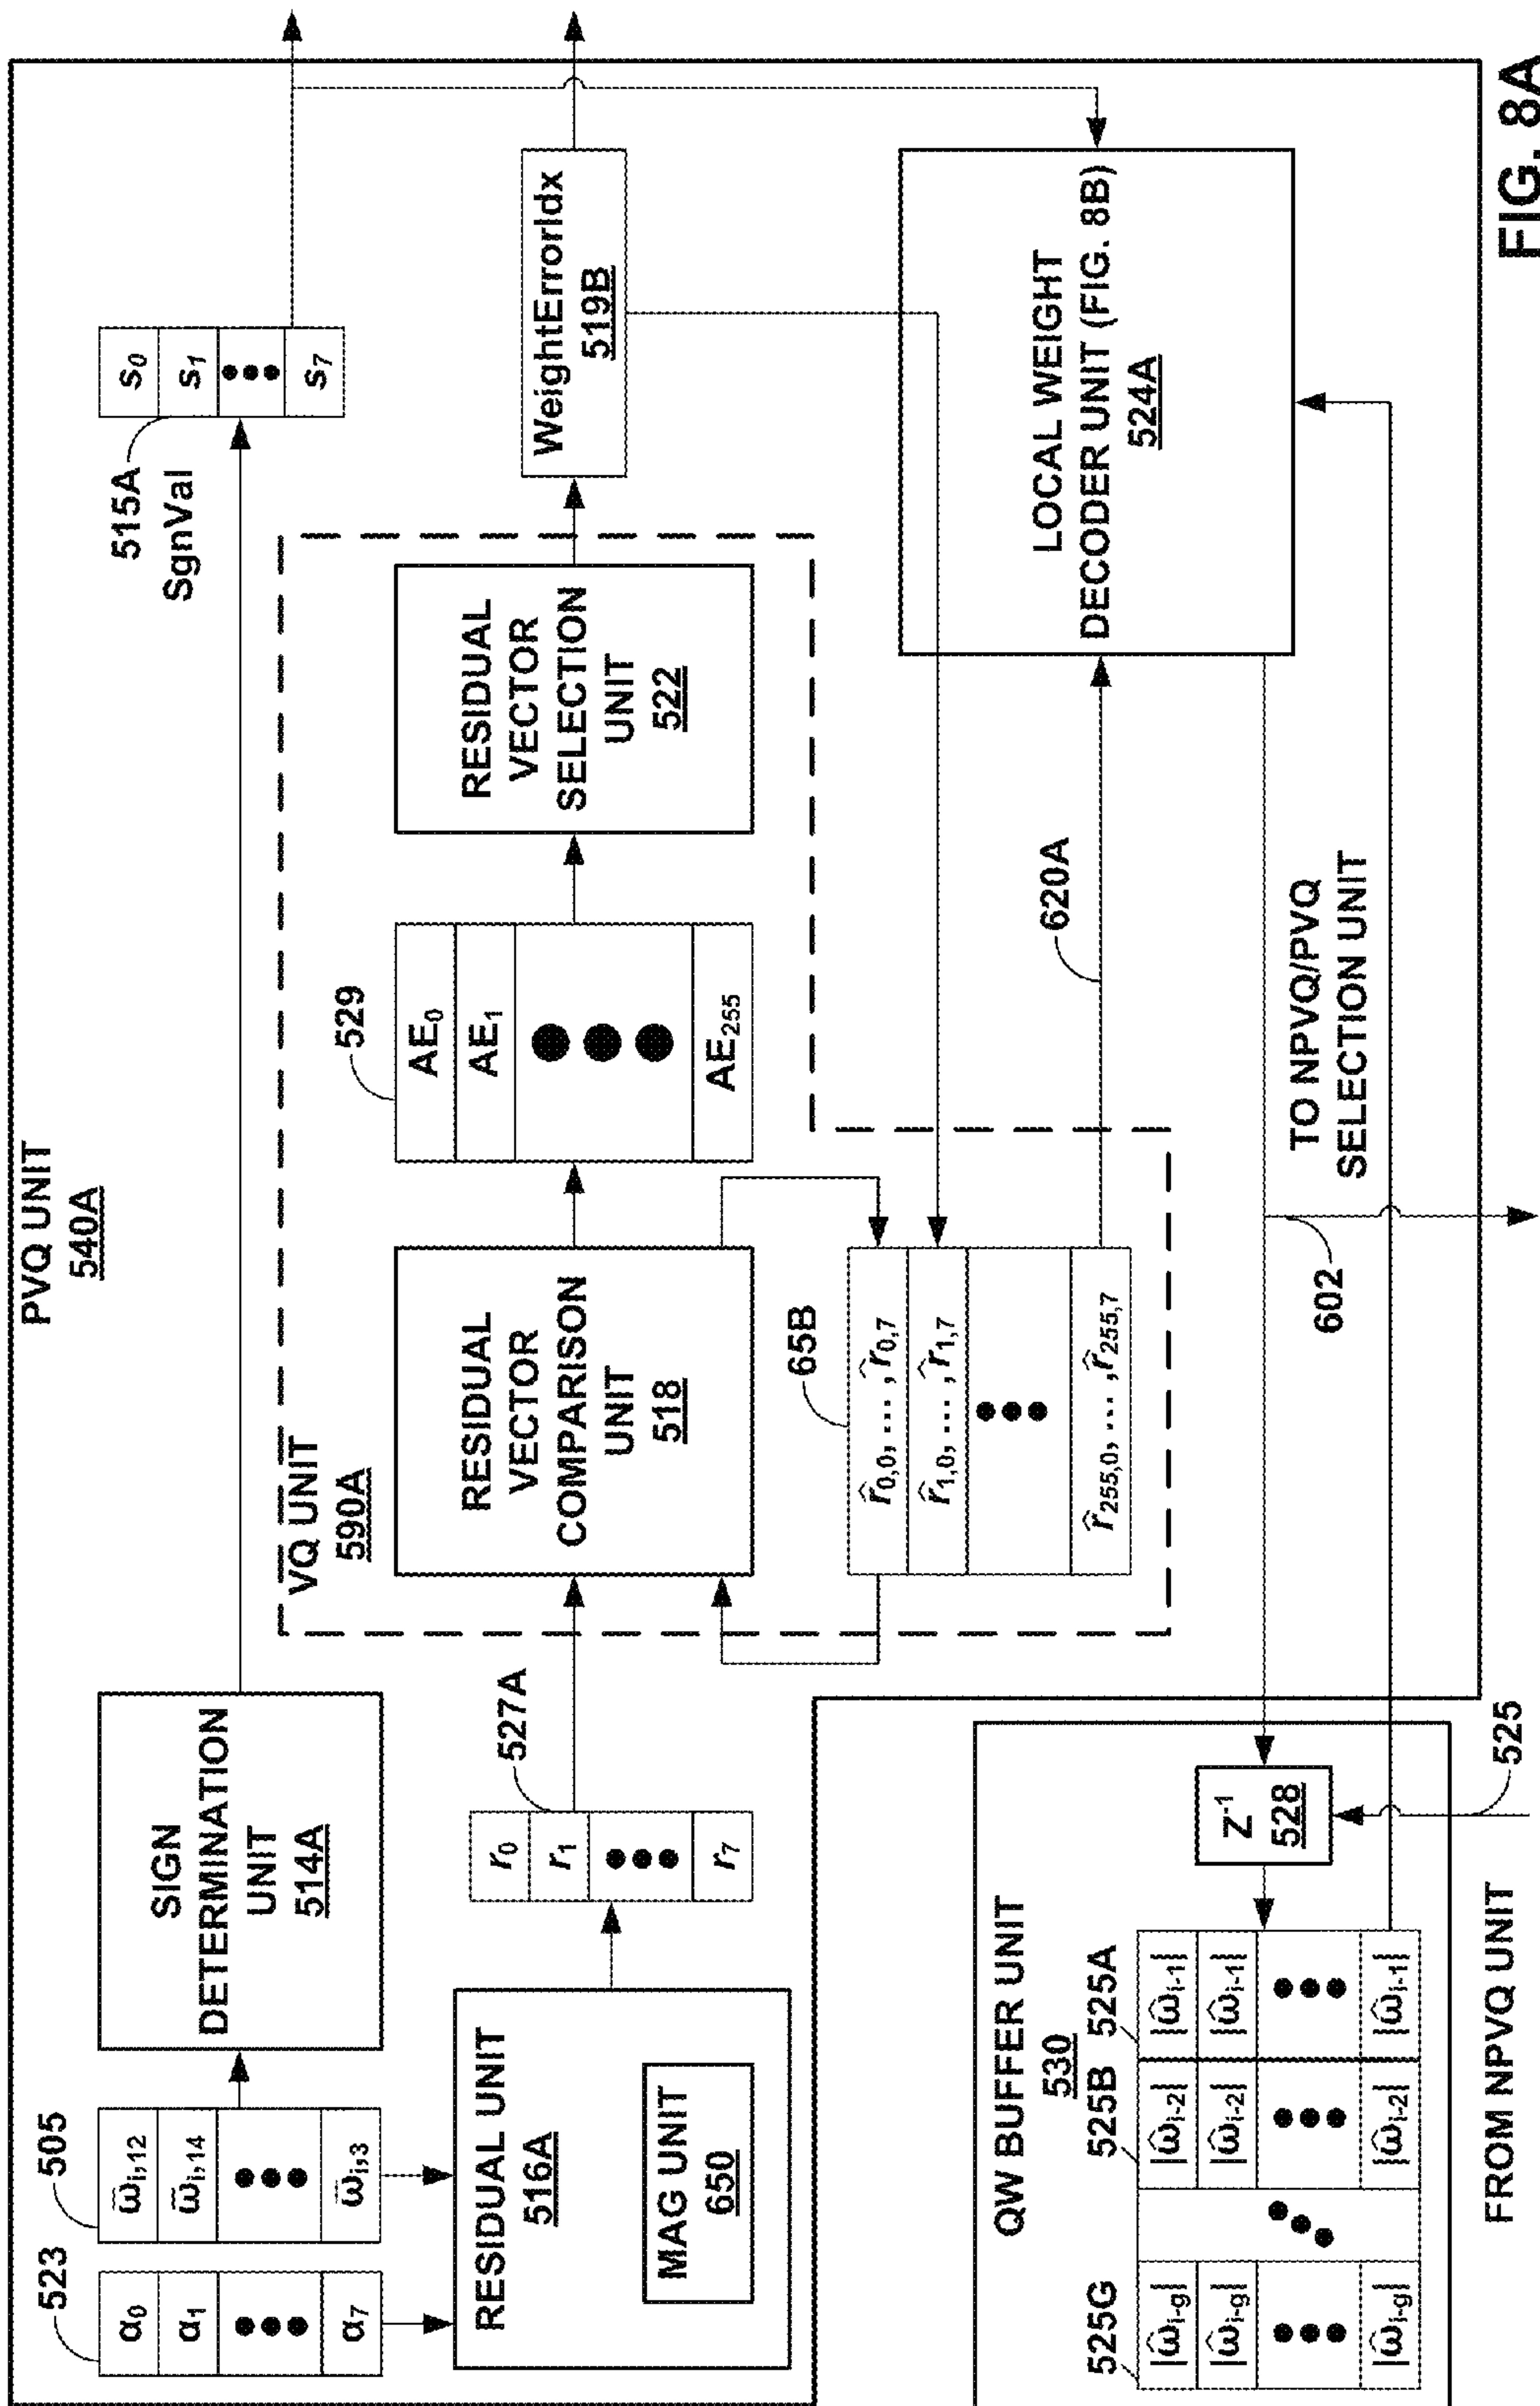 PVQ UNIT
540A
523
α0
α1
α7
505
ω̃i,12
ω̃i,14
ω̃i,3
SIGN
DETERMINATION
UNIT
514A
515A
SgnVal
s0
s1
s7
RESIDUAL UNIT
516A
MAG UNIT
650
527A
r0
r1
r7
VQ UNIT
590A
RESIDUAL
VECTOR
COMPARISON
UNIT
518
529
AE0
AE1
AE255
RESIDUAL
VECTOR
SELECTION
UNIT
522
WeightErrorIdx
519B
65B
r̂0,0, ... ,r̂0,7
r̂1,0, ... ,r̂1,7
r̂255,0, ... ,r̂255,7
620A
LOCAL WEIGHT
DECODER UNIT (FIG. 8B)
524A
TO NPVQ/PVQ
SELECTION UNIT
602
QW BUFFER UNIT
530
525G
525B
525A
|ω̂i-g|
|ω̂i-2|
|ω̂i-1|
|ω̂i-g|
|ω̂i-2|
|ω̂i-1|
|ω̂i-g|
|ω̂i-2|
|ω̂i-1|
Z-1
528
525
FROM NPVQ UNIT
FIG. 8A